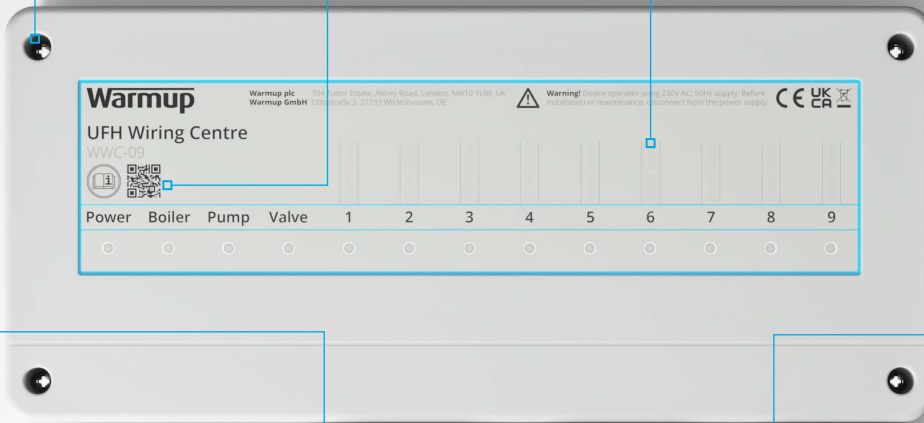 Warmup
Warmup plc 704 Tudor Estate, Abbey Road, London, NW10 7UW, UK
Warmup GmbH Ottostraße 3, 27793 Wildeshausen, DE
Warning! Device operates using 230V AC; 50Hz supply. Before
installation or maintenance, disconnect from the power supply
CE UK CA
UFH Wiring Centre
WWC-09
Power Boiler Pump Valve 1 2 3 4 5 6 7 8 9